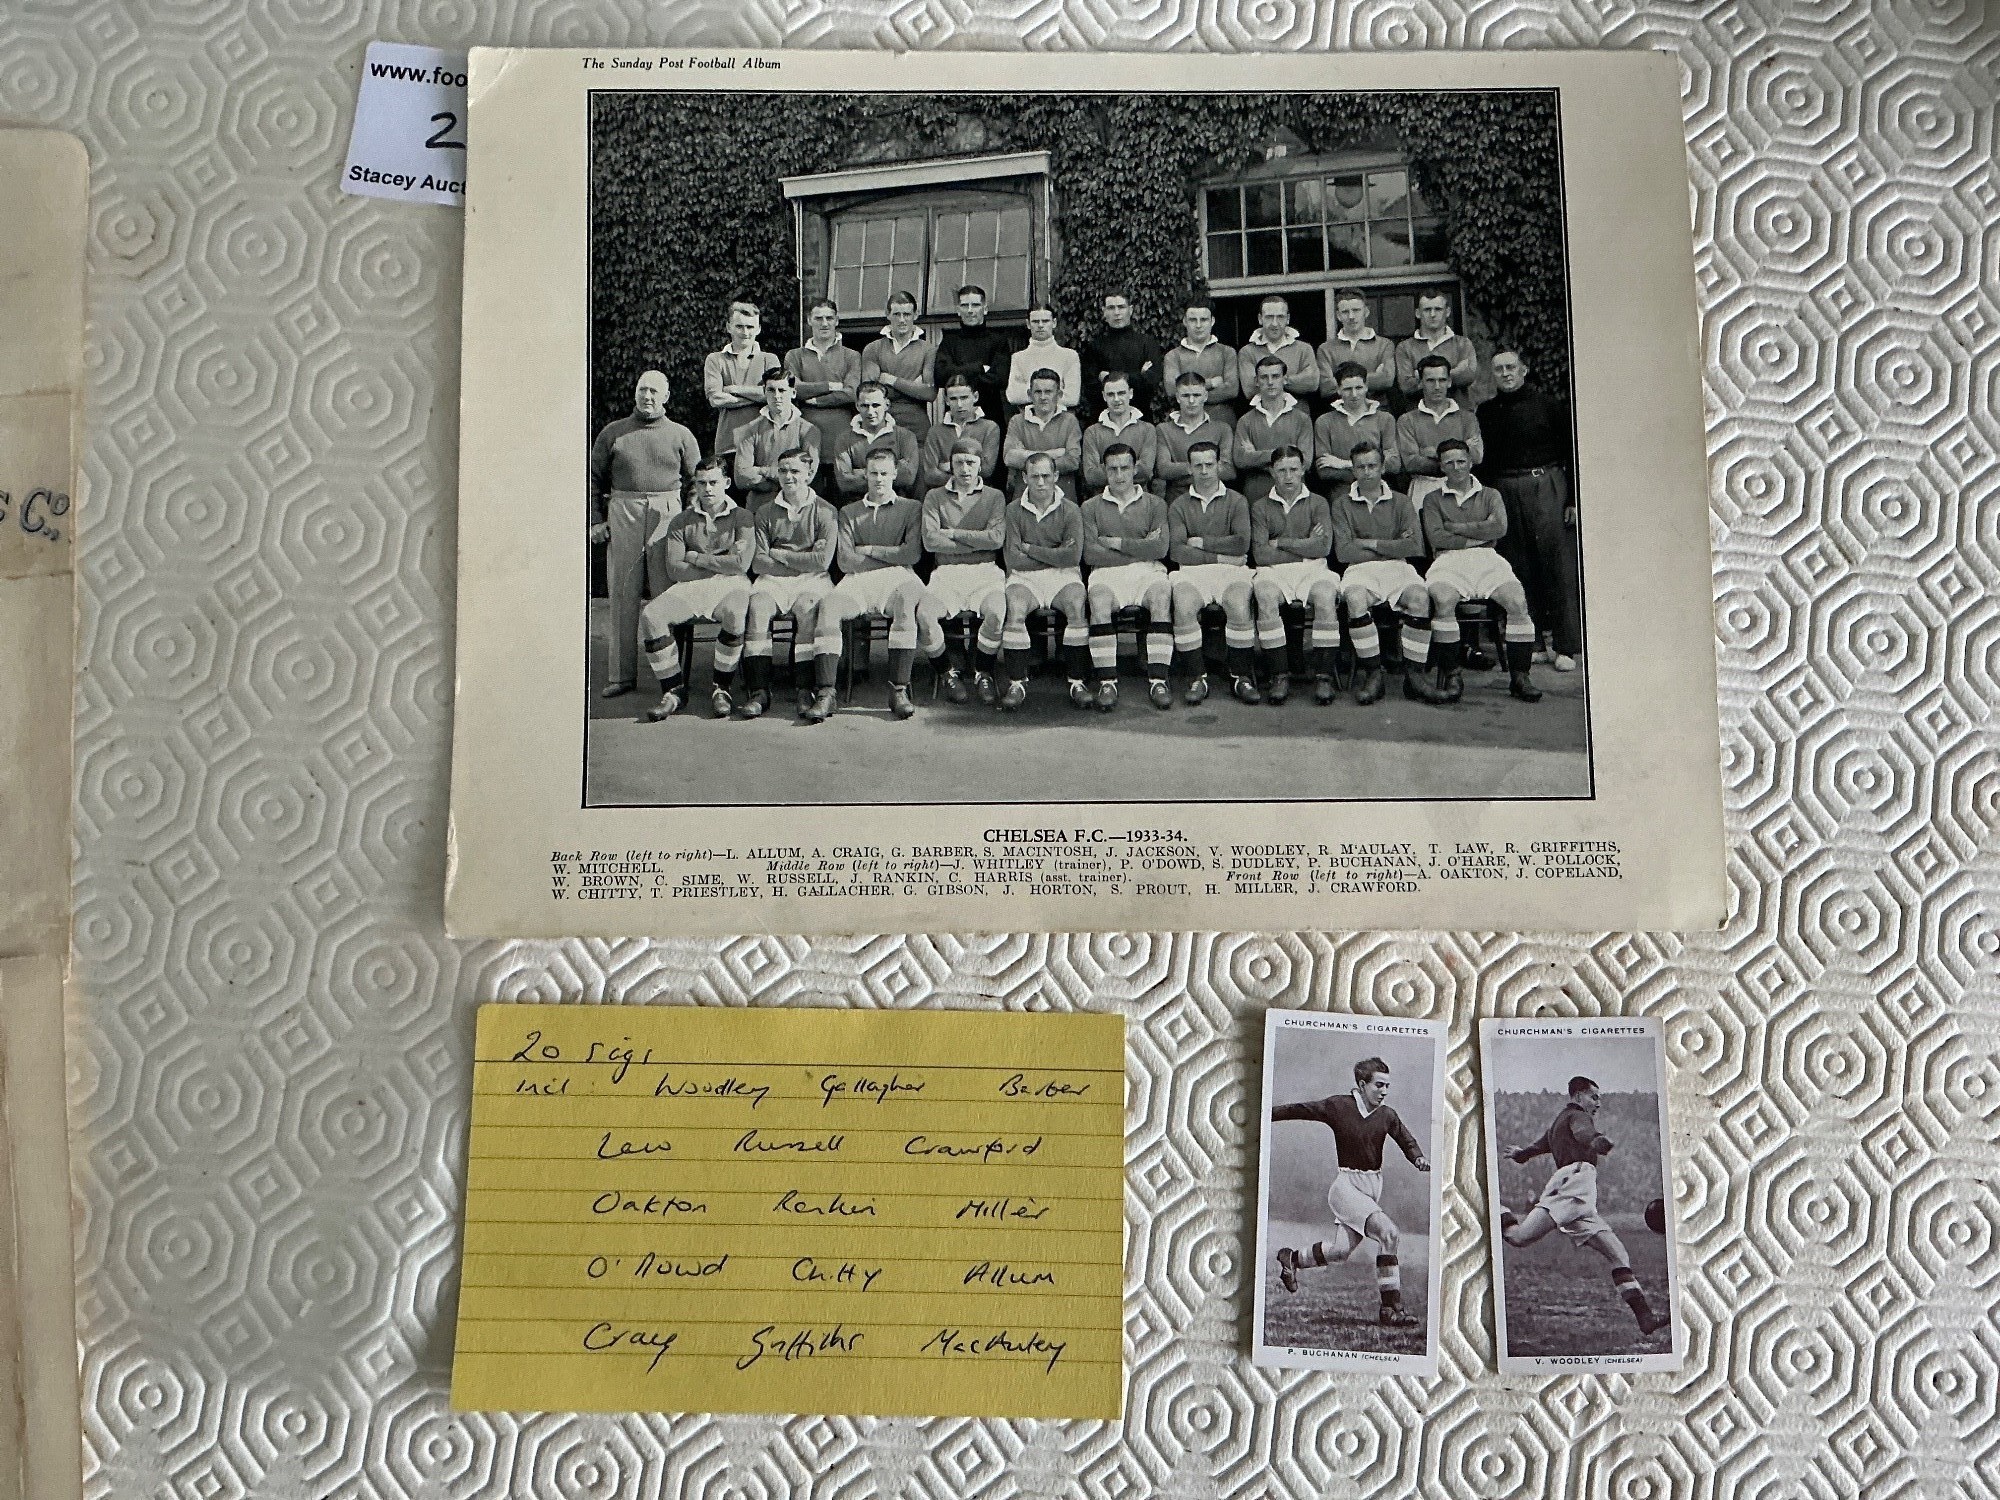 www.foo
2
Stacey Auct
The Sunday Post Football Album
CHELSEA F.C.—1933-34.
Back Row (left to right)—L. ALLUM, A. CRAIG, G. BARBER, S. MACINTOSH, J. JACKSON, V. WOODLEY, R. M'AULAY, T. LAW, R. GRIFFITHS,
W. MITCHELL. Middle Row (left to right)—J. WHITLEY (trainer), P. O'DOWD, S. DUDLEY, P. BUCHANAN, J. O'HARE, W. POLLOCK,
W. BROWN, C. SIME, W. RUSSELL, J. RANKIN, C. HARRIS (asst. trainer). Front Row (left to right)—A. OAKTON, J. COPELAND,
W. CHITTY, T. PRIESTLEY, H. GALLACHER, G. GIBSON, J. HORTON, S. PROUT, H. MILLER, J. CRAWFORD.
Co.,
20 sigs
incl: Woodley Gallagher Barber
Law Russell Crawford
Oakton Rankin Miller
O'Dowd Chitty Allum
Craig Griffiths MacAuley
CHURCHMAN'S CIGARETTES
P. BUCHANAN (CHELSEA)
CHURCHMAN'S CIGARETTES
V. WOODLEY (CHELSEA)